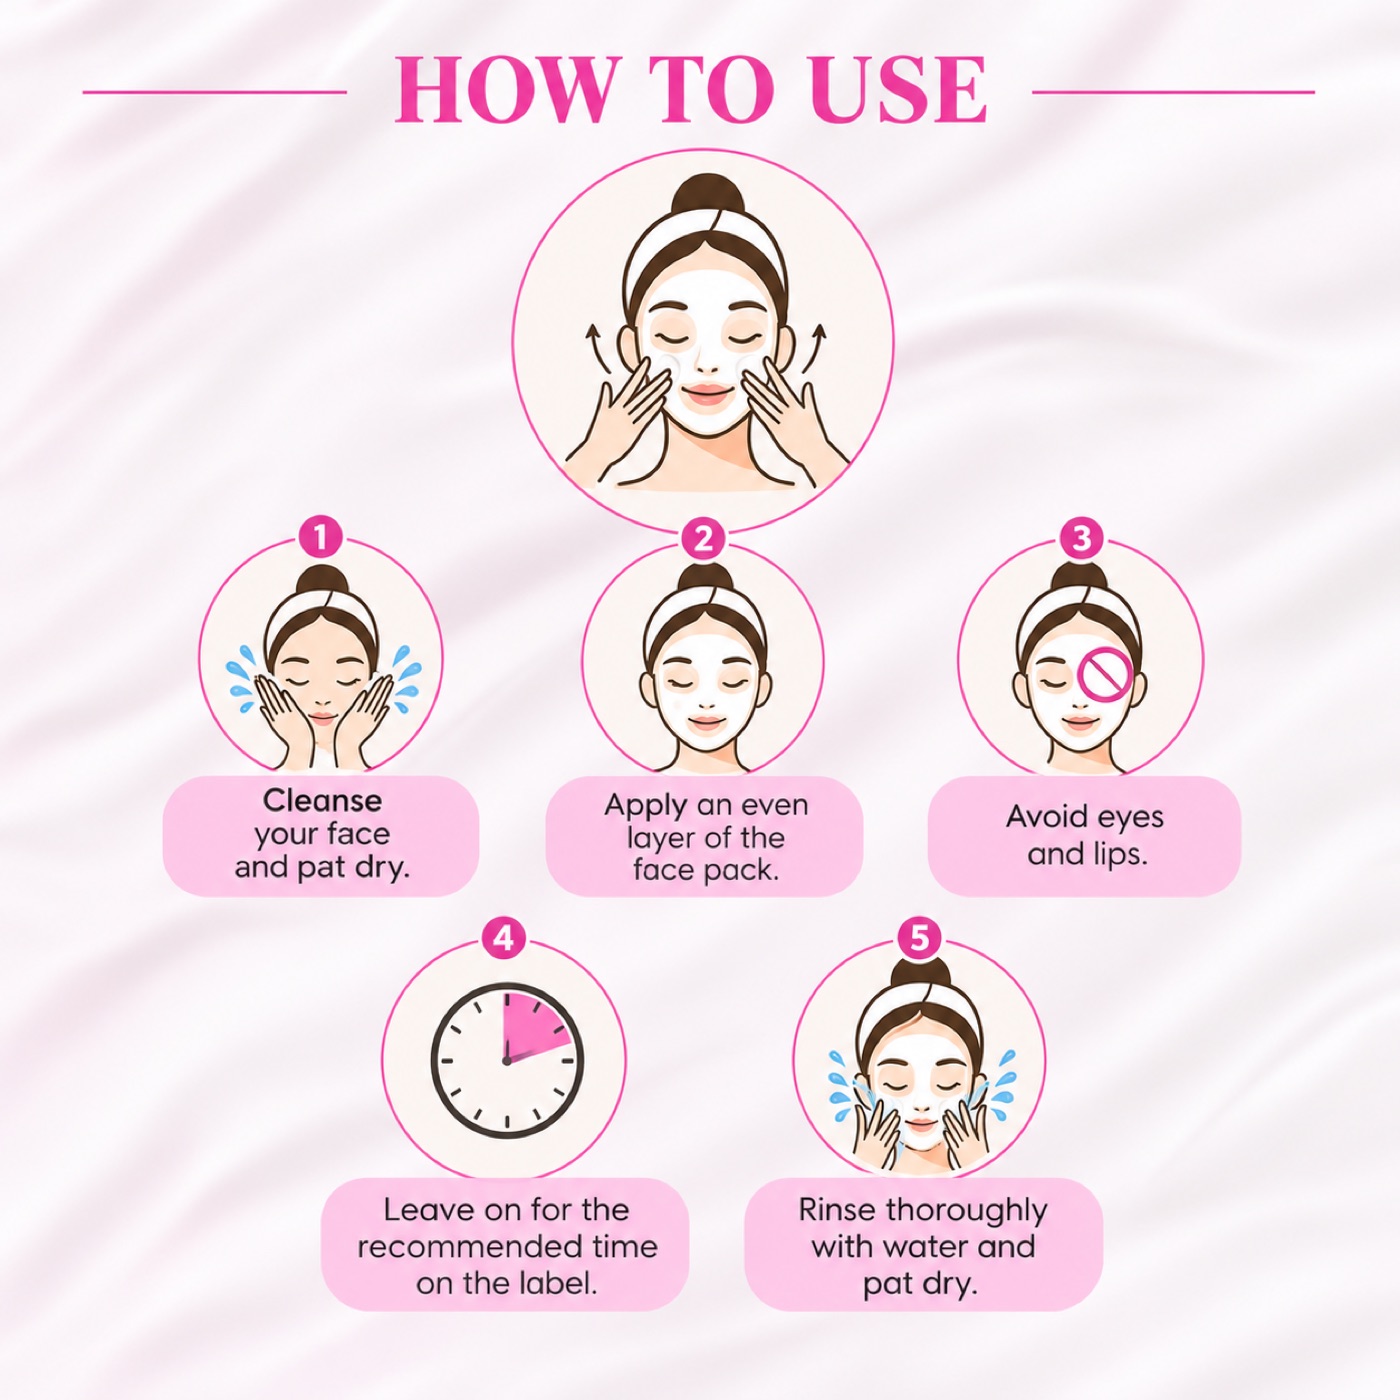 HOW TO USE
1
Cleanse
your face
and pat dry.
2
Apply an even
layer of the
face pack.
3
Avoid eyes
and lips.
4
Leave on for the
recommended time
on the label.
5
Rinse thoroughly
with water and
pat dry.